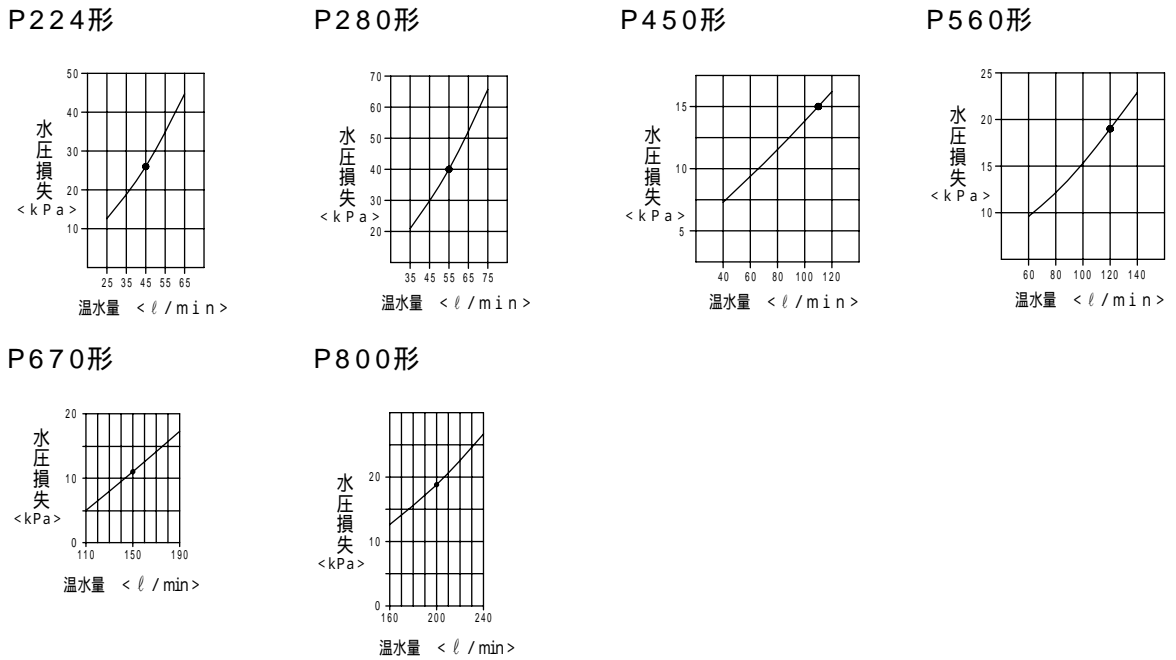 P224形
50
40
30
20
10
水圧損失
<kPa>
25 35 45 55 65
温水量 <ℓ/min>
P280形
70
60
50
40
30
20
水圧損失
<kPa>
35 45 55 65 75
温水量 <ℓ/min>
P450形
15
10
5
水圧損失
<kPa>
40 60 80 100 120
温水量 <ℓ/min>
P560形
25
20
15
10
水圧損失
<kPa>
60 80 100 120 140
温水量 <ℓ/min>
P670形
20
10
0
水圧損失
<kPa>
110 150 190
温水量 <ℓ/min>
P800形
20
10
0
水圧損失
<kPa>
160 200 240
温水量 <ℓ/min>